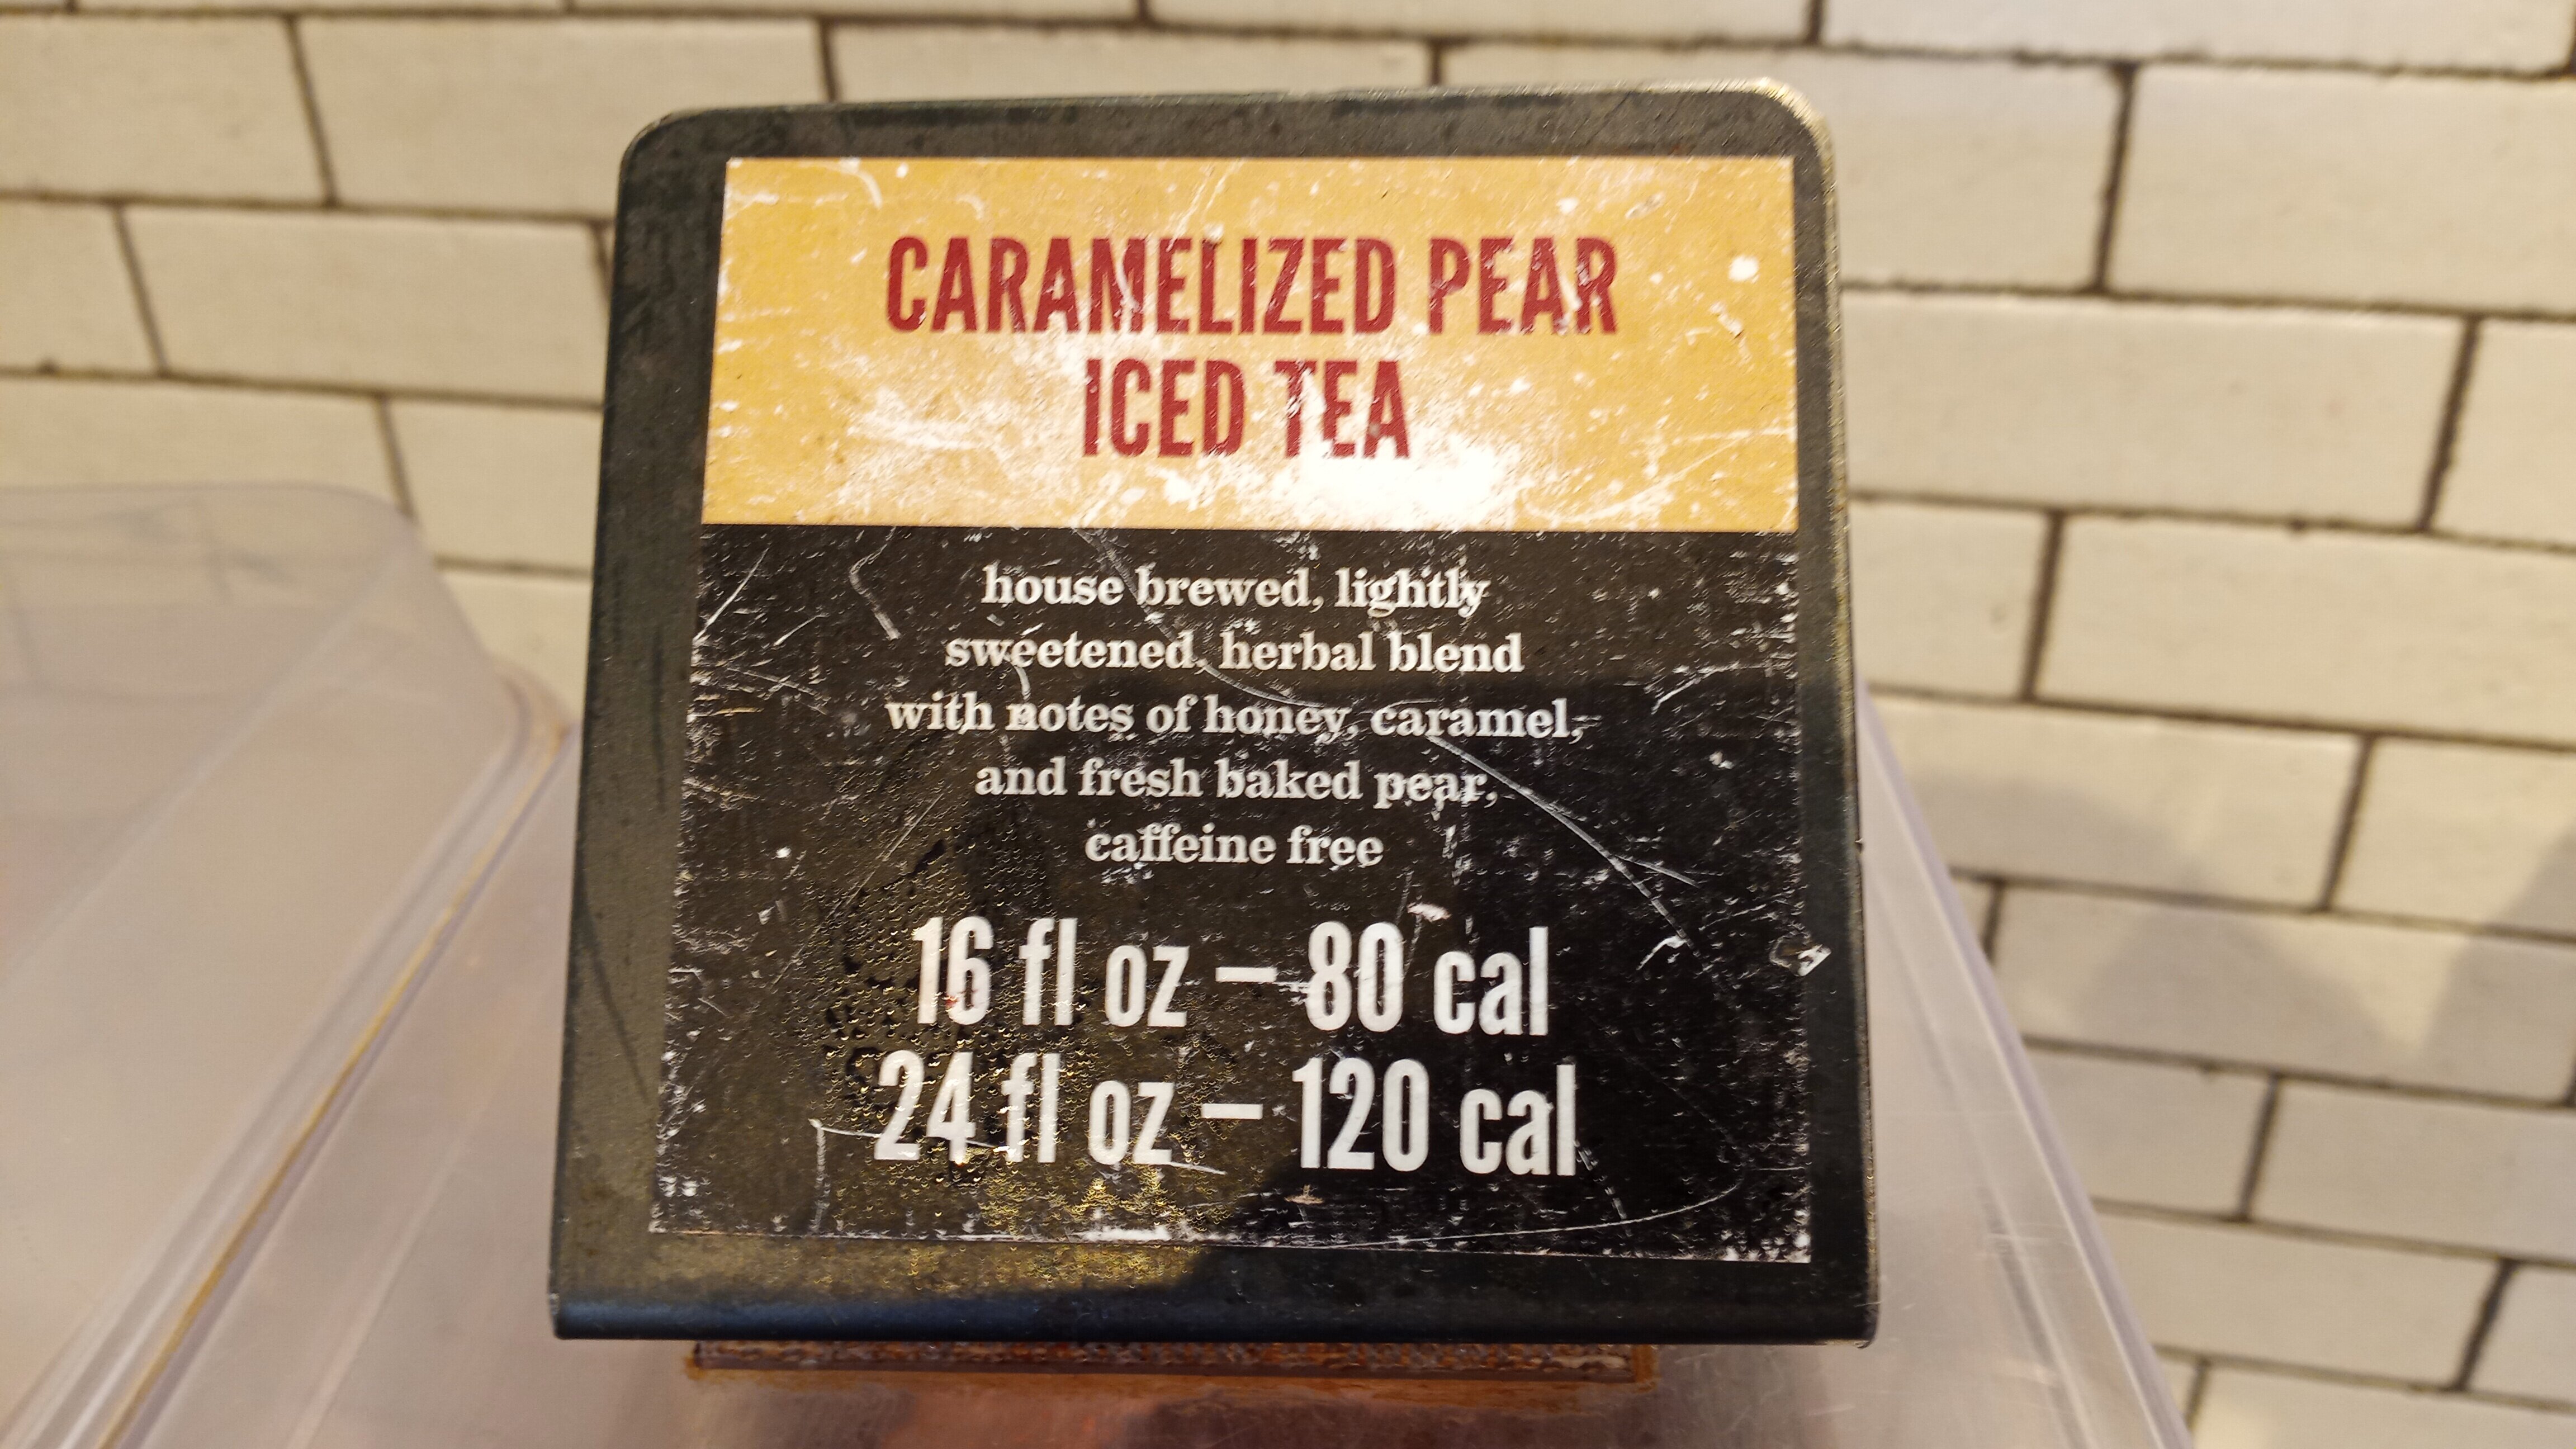 CARAMELIZED PEAR
ICED TEA
house brewed, lightly
sweetened, herbal blend
with notes of honey, caramel,
and fresh baked pear,
caffeine free
16 fl oz – 80 cal
24 fl oz – 120 cal